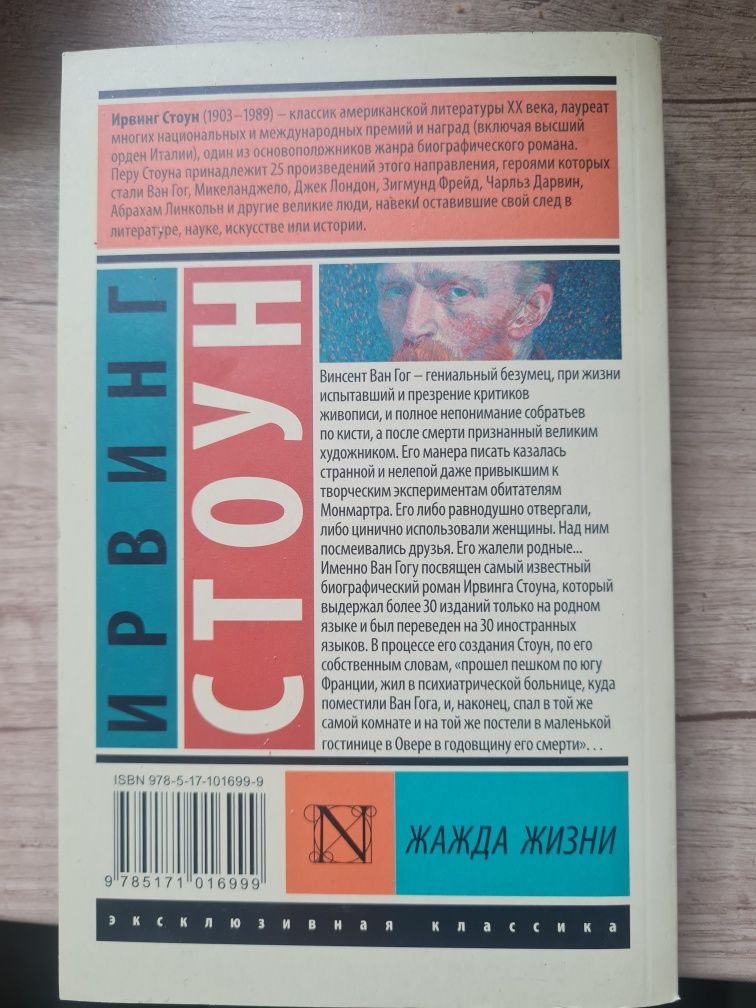 Ирвинг Стоун (1903–1989) – классик американской литературы XX века, лауреат
многих национальных и международных премий и наград (включая высший
орден Италии), один из основоположников жанра биографического романа.
Перу Стоуна принадлежит 25 произведений этого направления, героями которых
стали Ван Гог, Микеланджело, Джек Лондон, Зигмунд Фрейд, Чарльз Дарвин,
Абрахам Линкольн и другие великие люди, навеки оставившие свой след в
литературе, науке, искусстве или истории.
ИРВИНГ
СТОУН
Винсент Ван Гог – гениальный безумец, при жизни
испытавший и презрение критиков
живописи, и полное непонимание собратьев
по кисти, а после смерти признанный великим
художником. Его манера писать казалась
странной и нелепой даже привыкшим к
творческим экспериментам обитателям
Монмартра. Его либо равнодушно отвергали,
либо цинично использовали женщины. Над ним
посмеивались друзья. Его жалели родные...
Именно Ван Гогу посвящен самый известный
биографический роман Ирвинга Стоуна, который
выдержал более 30 изданий только на родном
языке и был переведен на 30 иностранных
языков. В процессе его создания Стоун, по его
собственным словам, «прошел пешком по югу
Франции, жил в психиатрической больнице, куда
поместили Ван Гога, и, наконец, спал в той же
самой комнате и на той же постели в маленькой
гостинице в Овере в годовщину его смерти»...
ISBN 978-5-17-101699-9
9 785171 016999
N
ЖАЖДА ЖИЗНИ
эксклюзивная классика